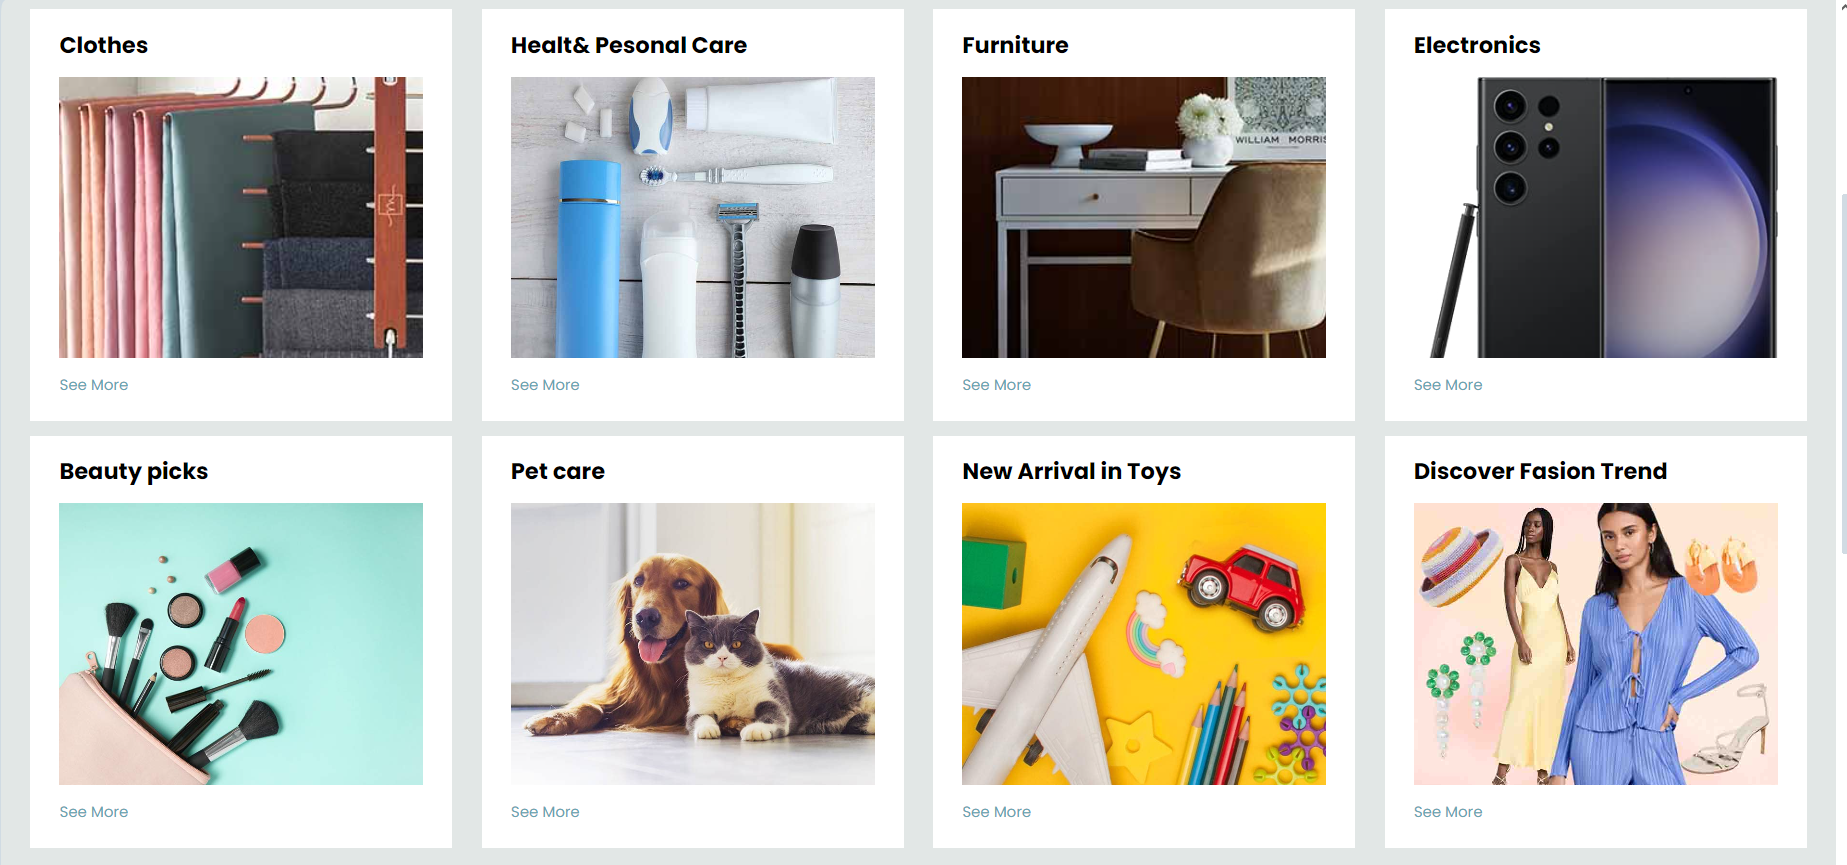 Clothes
Healt& Pesonal Care
Furniture
Electronics
WILLIAM MORRIS
See More
See More
See More
See More
Beauty picks
Pet care
New Arrival in Toys
Discover Fasion Trend
See More
See More
See More
See More